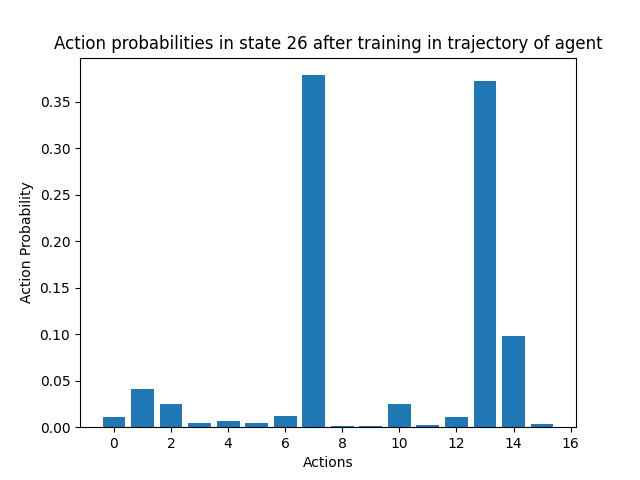 Action probabilities in state 26 after training in trajectory of agent
0.35
0.30
0.25
0.20
0.15
0.10
0.05
0.00
Action Probability
0 2 4 6 8 10 12 14 16
Actions